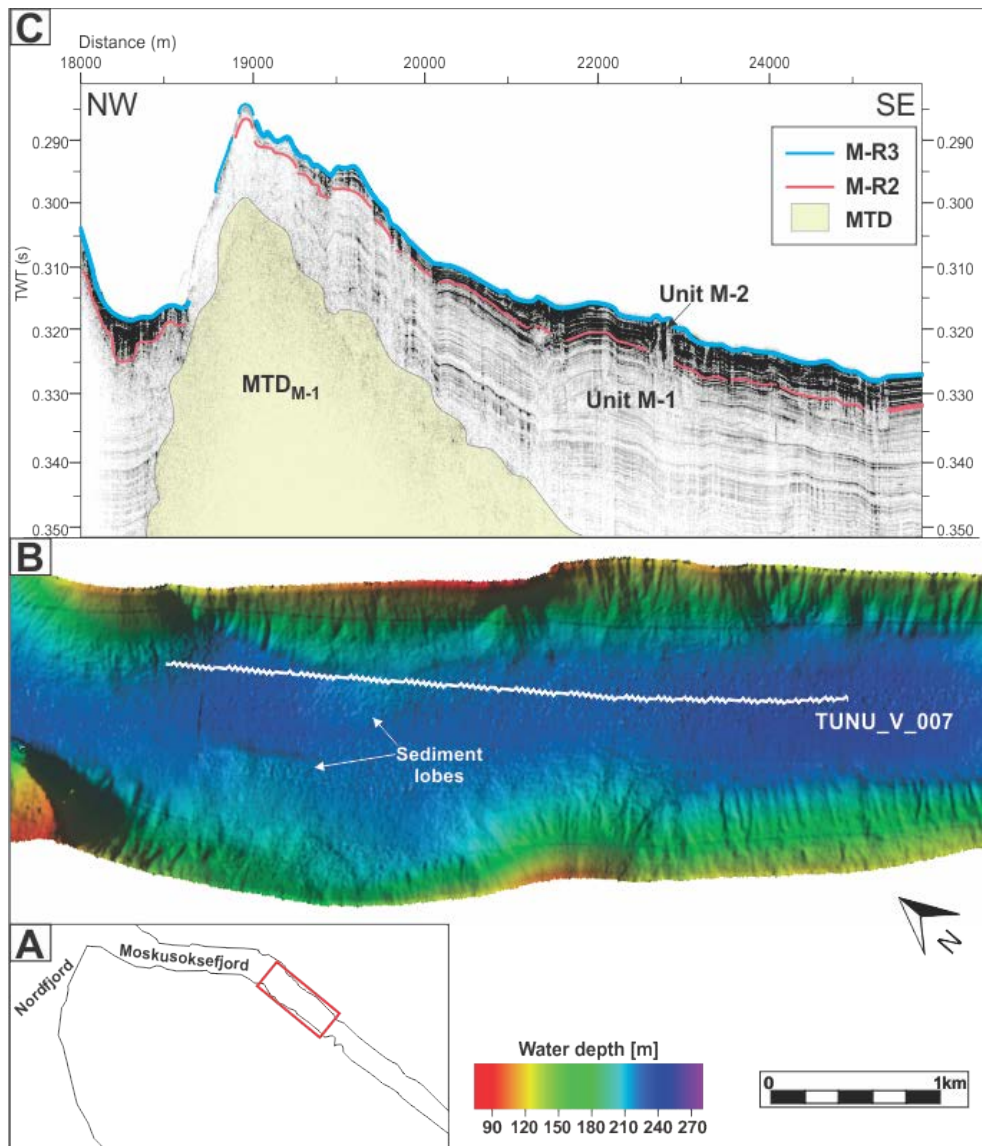 C
Distance (m)
18000 19000 20000 22000 24000
NW SE
M-R3
M-R2
MTD
0.290 0.290
0.300 0.300
0.310 0.310
0.320 0.320
0.330 0.330
0.340 0.340
0.350 0.350
TWT (s)
Unit M-2
MTDM-1
Unit M-1
B
TUNU_V_007
Sediment
lobes
N
A
Moskusoksefjord
Nordfjord
Water depth [m]
90 120 150 180 210 240 270
0 1km